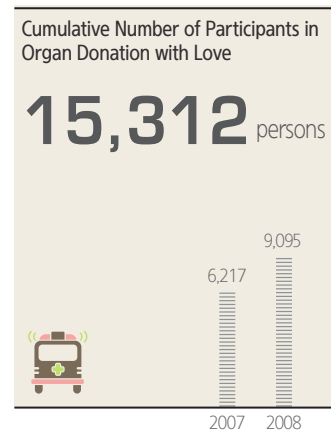 Cumulative Number of Participants in
Organ Donation with Love
15,312 persons
9,095
6,217
2007 2008